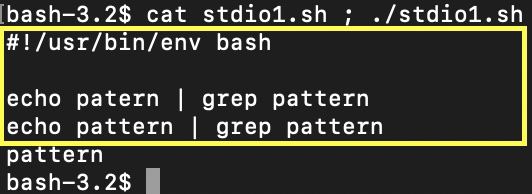 [bash-3.2$ cat stdio1.sh ; ./stdio1.sh
#!/usr/bin/env bash

echo patern | grep pattern
echo pattern | grep pattern
pattern
bash-3.2$